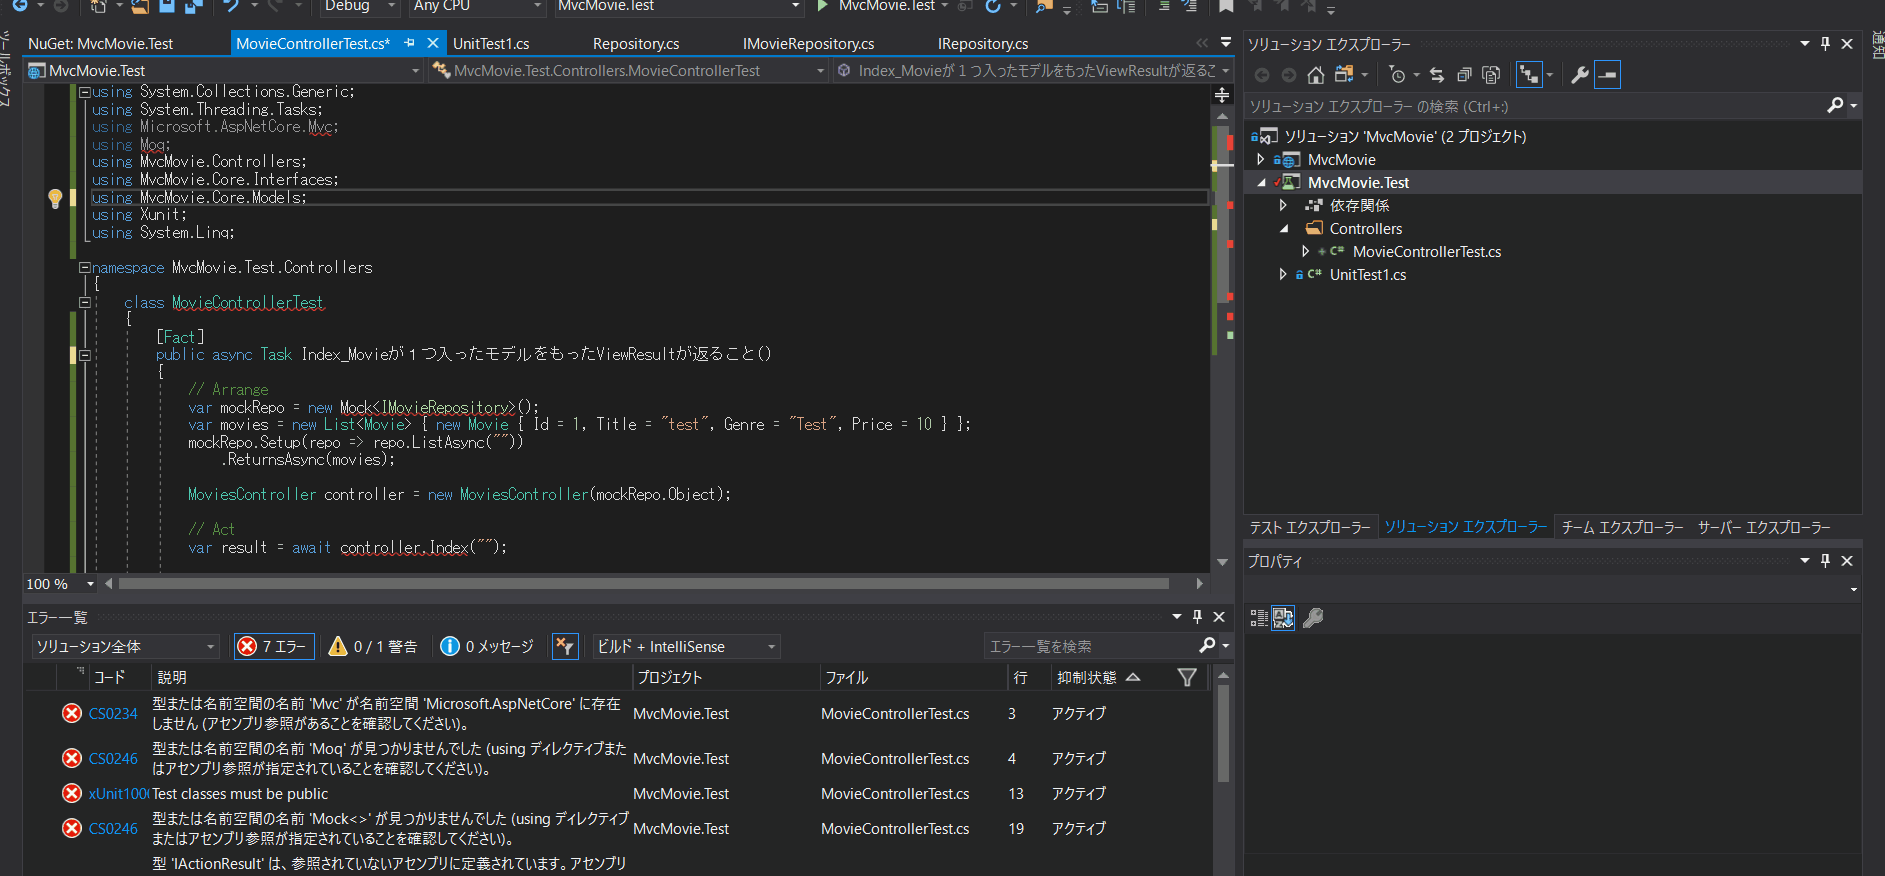 Debug
Any CPU
MvcMovie.Test
MvcMovie.Test
ツールボックス
通知
NuGet: MvcMovie.Test
MovieControllerTest.cs*
UnitTest1.cs
Repository.cs
IMovieRepository.cs
IRepository.cs
MvcMovie.Test
MvcMovie.Test.Controllers.MovieControllerTest
Index_Movieが１つ入ったモデルをもったViewResultが返るこ
using System.Collections.Generic;
using System.Threading.Tasks;
using Microsoft.AspNetCore.Mvc;
using Moq;
using MvcMovie.Controllers;
using MvcMovie.Core.Interfaces;
using MvcMovie.Core.Models;
using Xunit;
using System.Linq;
namespace MvcMovie.Test.Controllers
{
class MovieControllerTest
{
[Fact]
public async Task Index_Movieが１つ入ったモデルをもったViewResultが返ること()
{
// Arrange
var mockRepo = new Mock<IMovieRepository>();
var movies = new List<Movie> { new Movie { Id = 1, Title = "test", Genre = "Test", Price = 10 } };
mockRepo.Setup(repo => repo.ListAsync(""))
.ReturnsAsync(movies);
MoviesController controller = new MoviesController(mockRepo.Object);
// Act
var result = await controller.Index("");
100 %
ソリューション エクスプローラー
ソリューション エクスプローラー の検索 (Ctrl+:)
ソリューション 'MvcMovie' (2 プロジェクト)
MvcMovie
MvcMovie.Test
依存関係
Controllers
MovieControllerTest.cs
UnitTest1.cs
テスト エクスプローラー
ソリューション エクスプローラー
チーム エクスプローラー
サーバー エクスプローラー
プロパティ
エラー一覧
ソリューション全体
7 エラー
0 / 1 警告
0 メッセージ
ビルド + IntelliSense
エラー一覧を検索
コード
説明
プロジェクト
ファイル
行
抑制状態
CS0234
型または名前空間の名前 'Mvc' が名前空間 'Microsoft.AspNetCore' に存在
しません (アセンブリ参照があることを確認してください)。
MvcMovie.Test
MovieControllerTest.cs
3
アクティブ
CS0246
型または名前空間の名前 'Moq' が見つかりませんでした (using ディレクティブまた
はアセンブリ参照が指定されていることを確認してください)。
MvcMovie.Test
MovieControllerTest.cs
4
アクティブ
xUnit100
Test classes must be public
MvcMovie.Test
MovieControllerTest.cs
13
アクティブ
CS0246
型または名前空間の名前 'Mock<>' が見つかりませんでした (using ディレクティブ
またはアセンブリ参照が指定されていることを確認してください)。
MvcMovie.Test
MovieControllerTest.cs
19
アクティブ
型 'IActionResult' は、参照されていないアセンブリに定義されています。アセンブリ